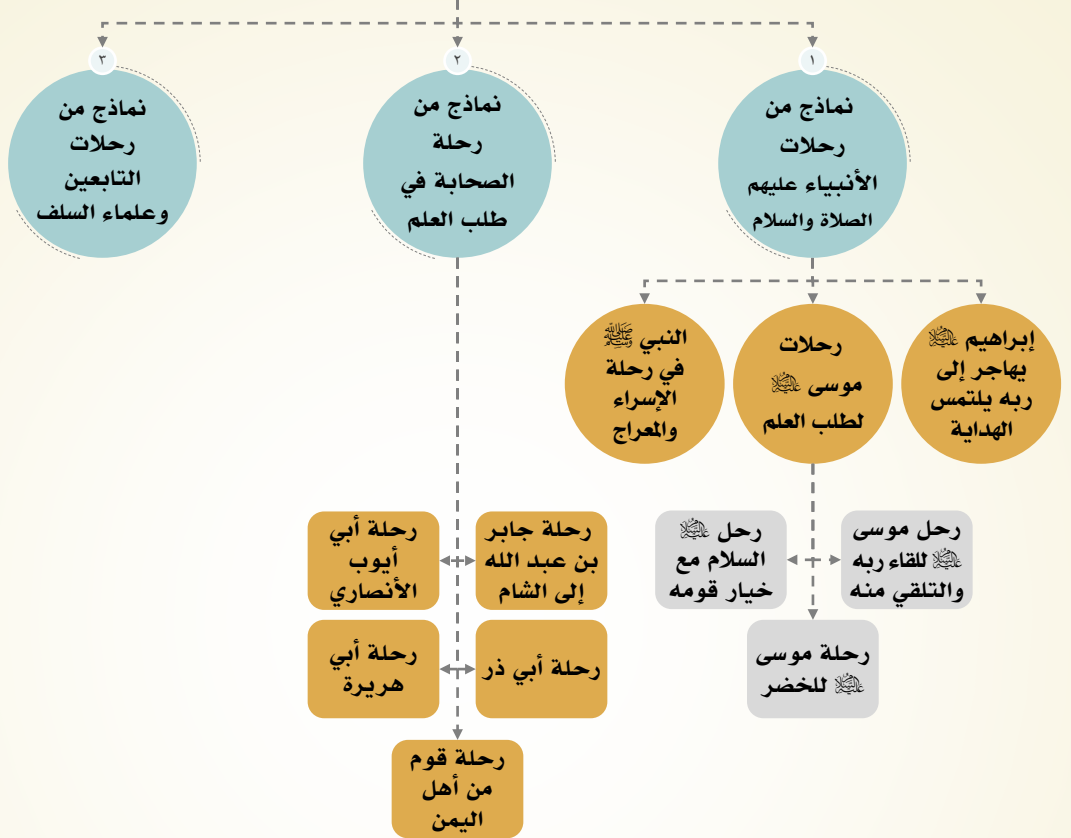 ١
نماذج من
رحلات
الأنبياء عليهم
الصلاة والسلام
٢
نماذج من
رحلة
الصحابة في
طلب العلم
٣
نماذج من
رحلات
التابعين
وعلماء السلف
إبراهيم عليه السلام
يهاجر إلى
ربه يلتمس
الهداية
رحلات
موسى عليه السلام
لطلب العلم
النبي ﷺ
في رحلة
الإسراء
والمعراج
رحل موسى
عليه السلام للقاء ربه
والتلقي منه
رحل عليه السلام
السلام مع
خيار قومه
رحلة موسى
عليه السلام للخضر
رحلة جابر
بن عبد الله
إلى الشام
رحلة أبي
أيوب
الأنصاري
رحلة أبي ذر
رحلة أبي
هريرة
رحلة قوم
من أهل
اليمن